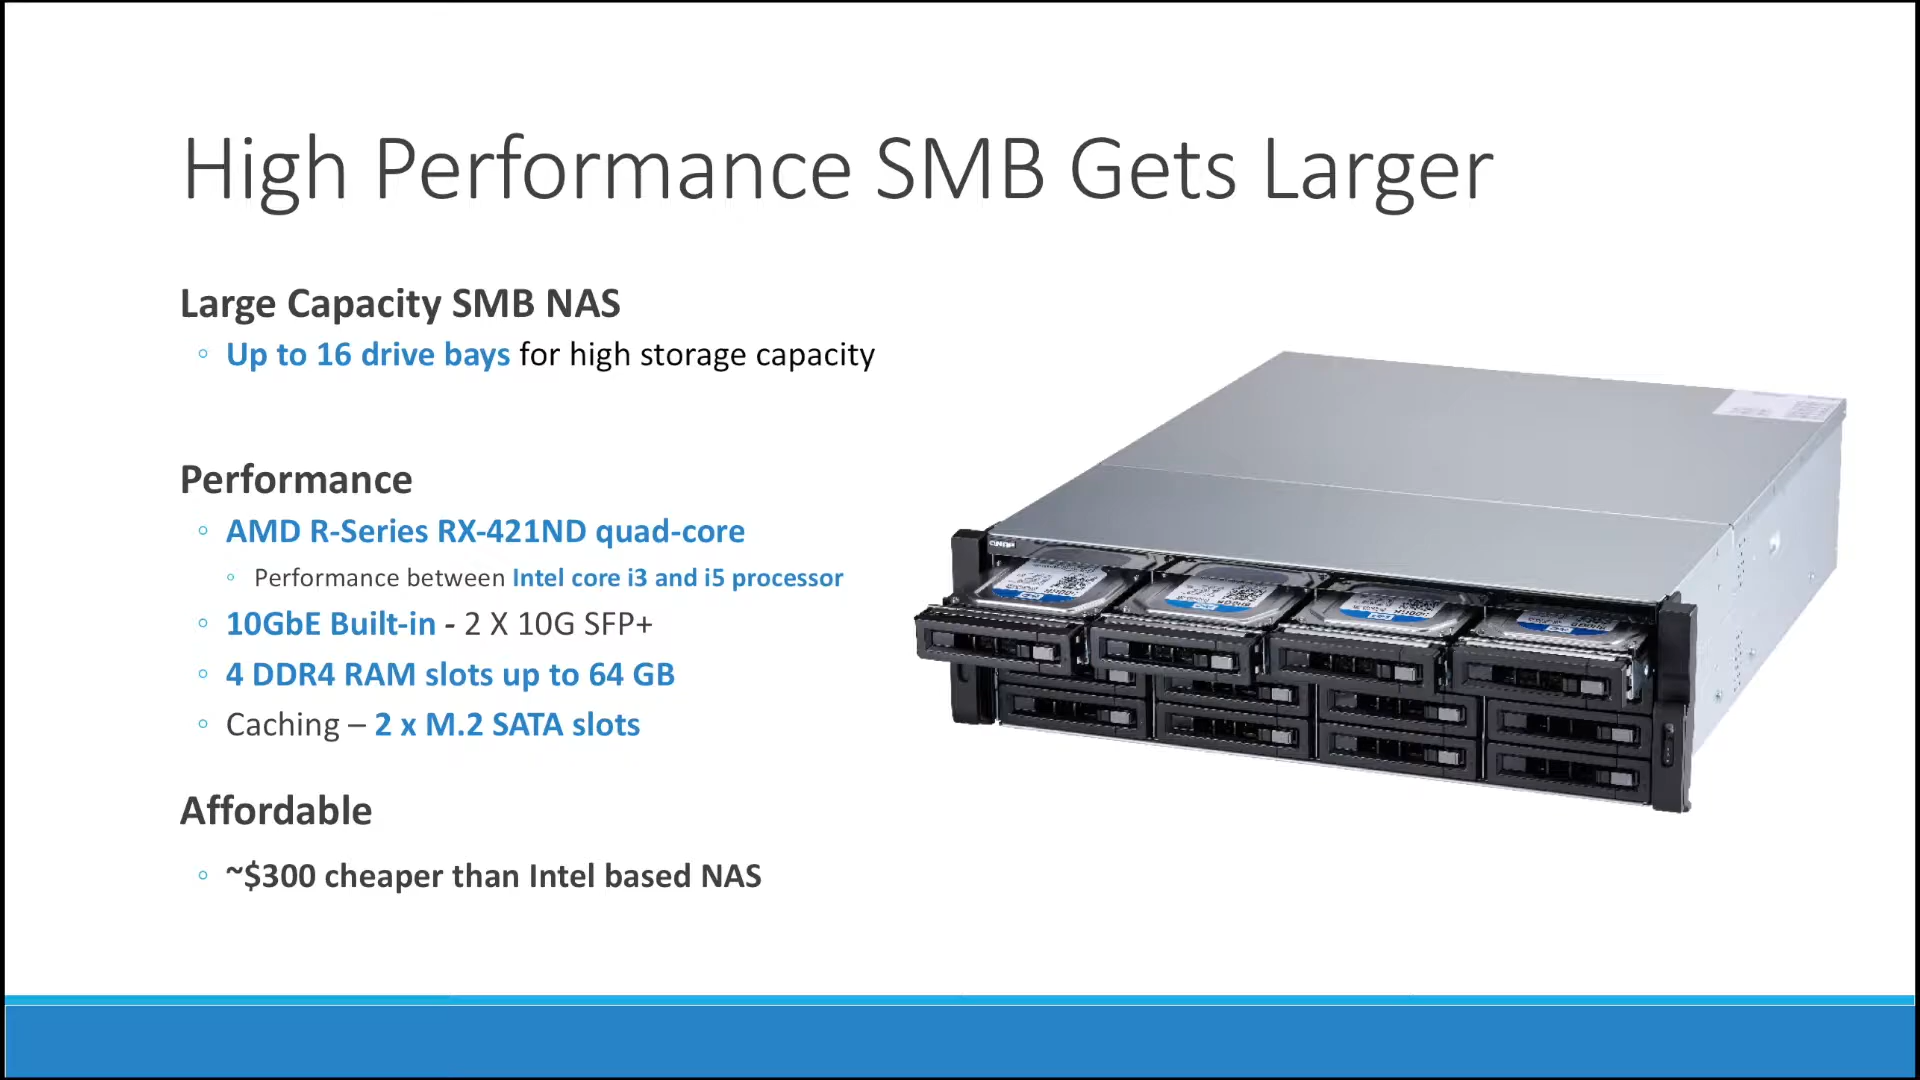 High Performance SMB Gets Larger
Large Capacity SMB NAS
◦ Up to 16 drive bays for high storage capacity
Performance
◦ AMD R-Series RX-421ND quad-core
◦ Performance between Intel core i3 and i5 processor
◦ 10GbE Built-in - 2 X 10G SFP+
◦ 4 DDR4 RAM slots up to 64 GB
◦ Caching – 2 x M.2 SATA slots
Affordable
◦ ~$300 cheaper than Intel based NAS